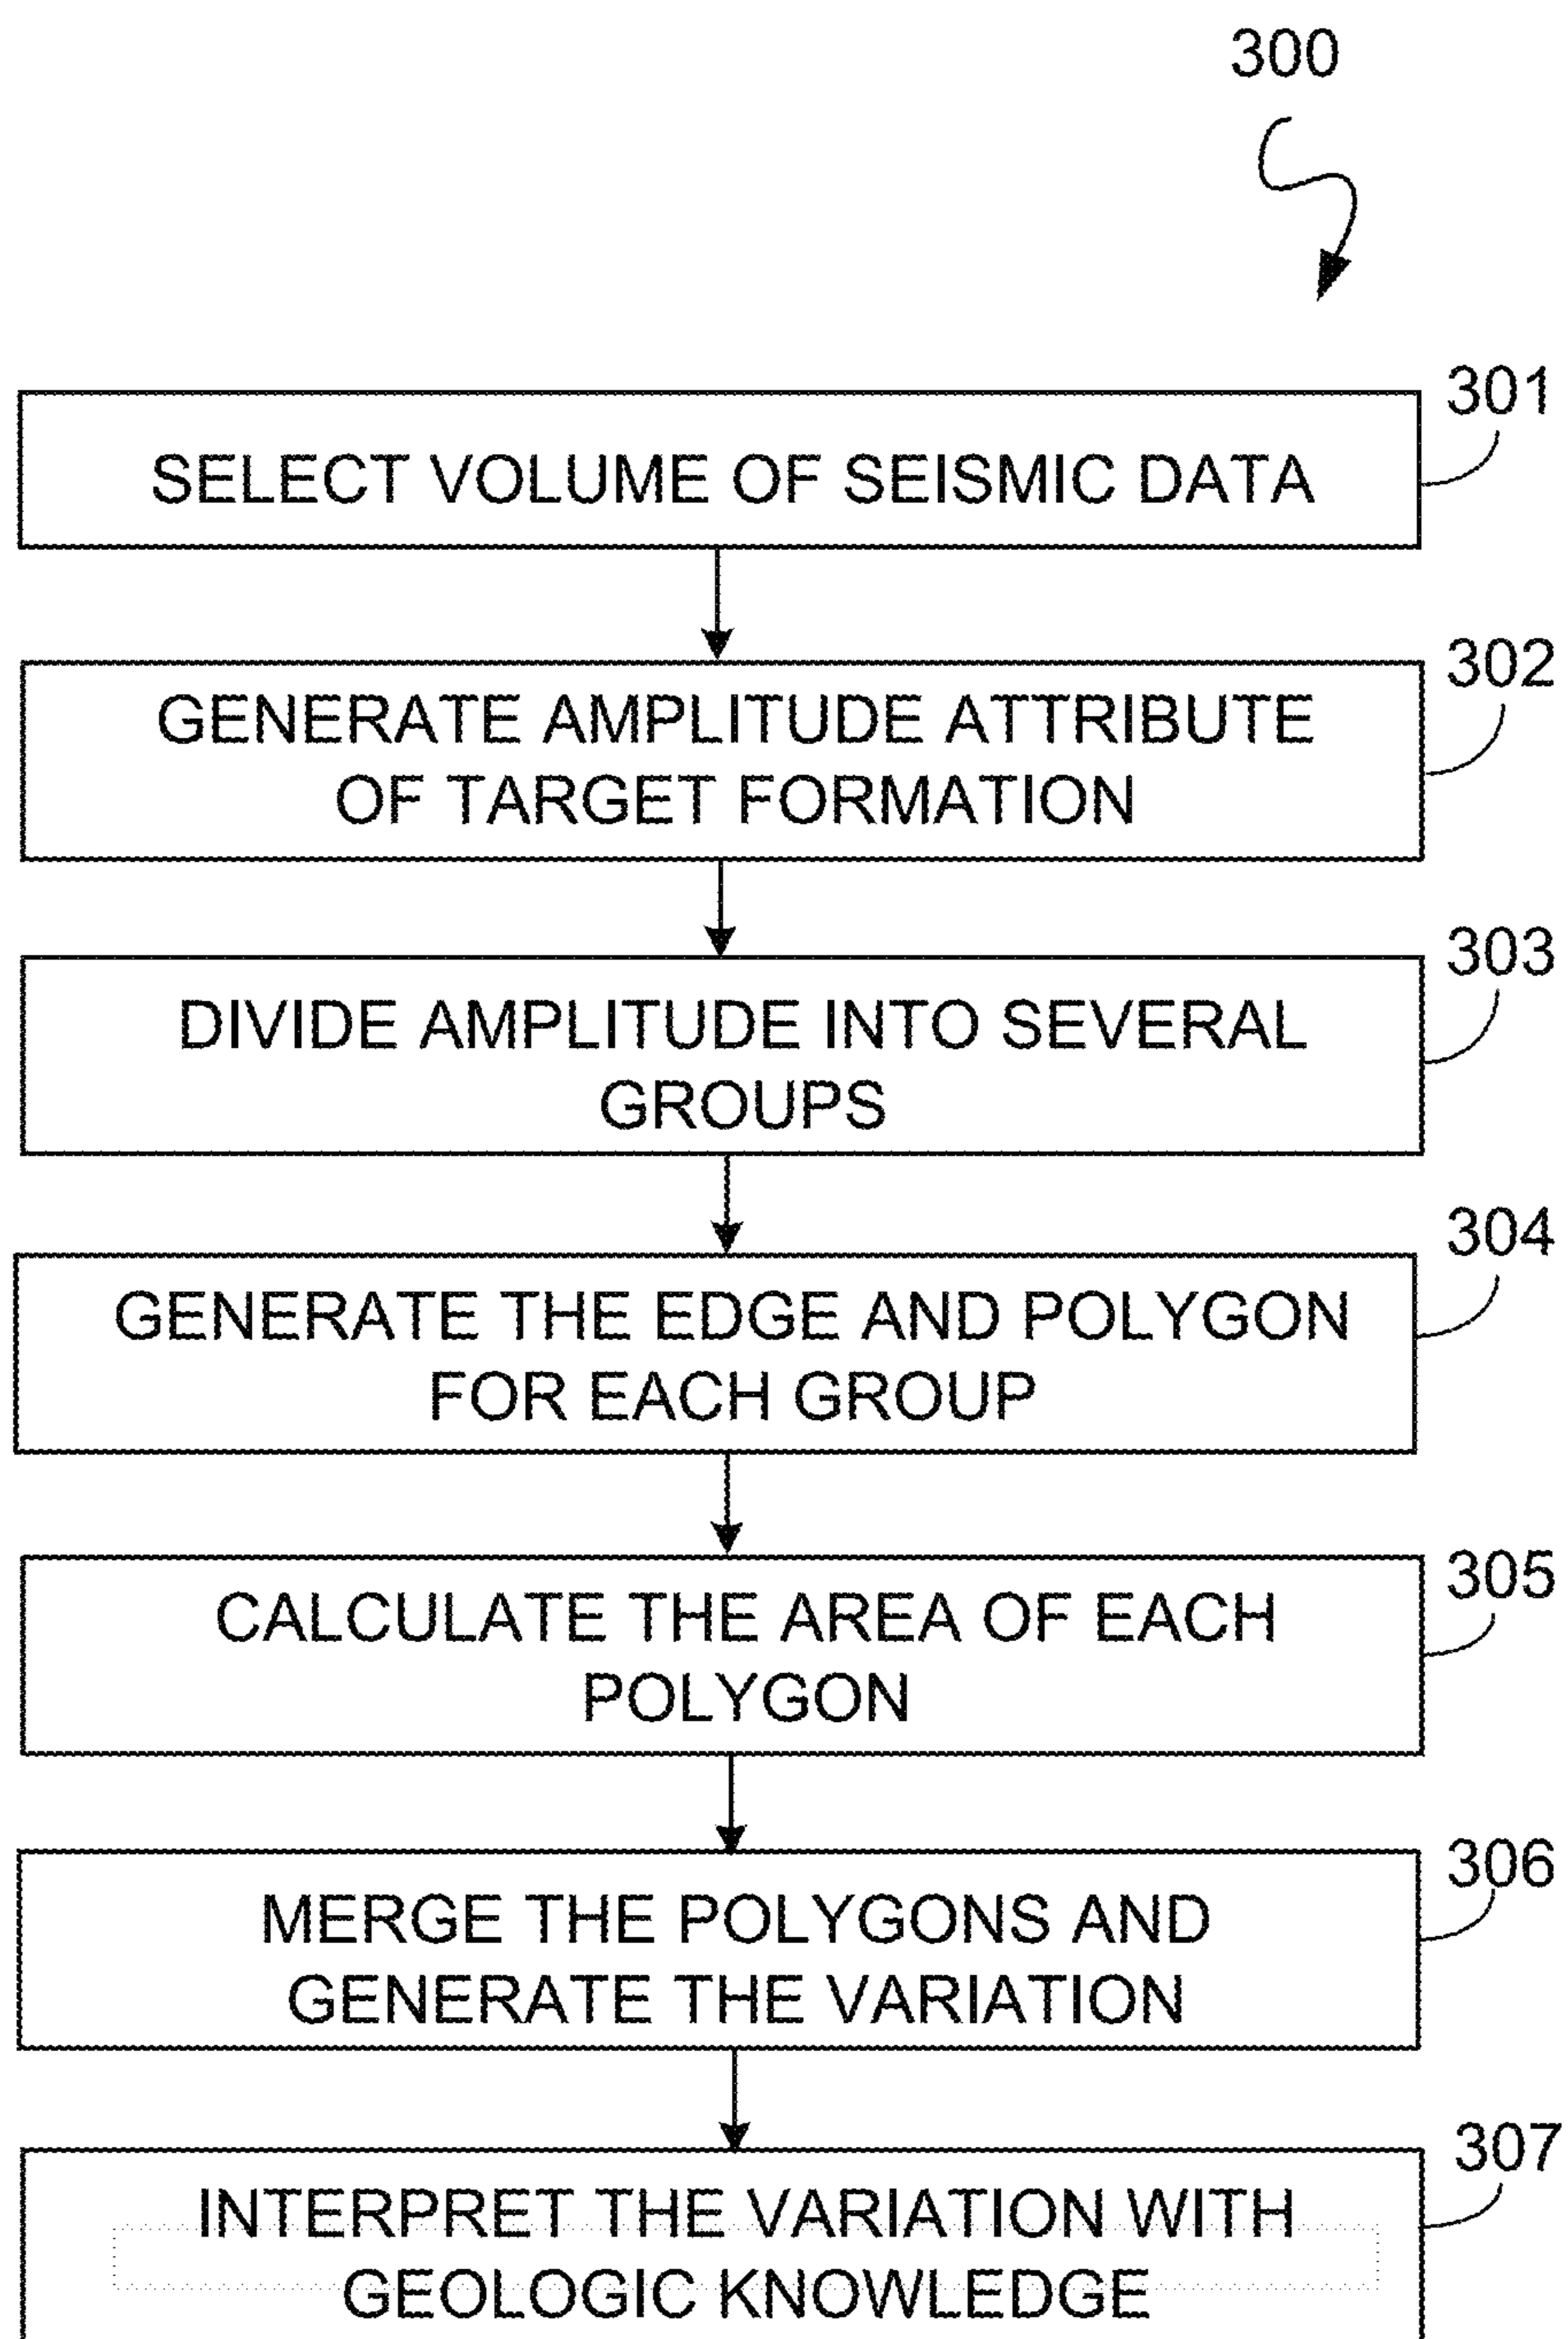 300
301
SELECT VOLUME OF SEISMIC DATA
302
GENERATE AMPLITUDE ATTRIBUTE
OF TARGET FORMATION
303
DIVIDE AMPLITUDE INTO SEVERAL
GROUPS
304
GENERATE THE EDGE AND POLYGON
FOR EACH GROUP
305
CALCULATE THE AREA OF EACH
POLYGON
306
MERGE THE POLYGONS AND
GENERATE THE VARIATION
307
INTERPRET THE VARIATION WITH
GEOLOGIC KNOWLEDGE